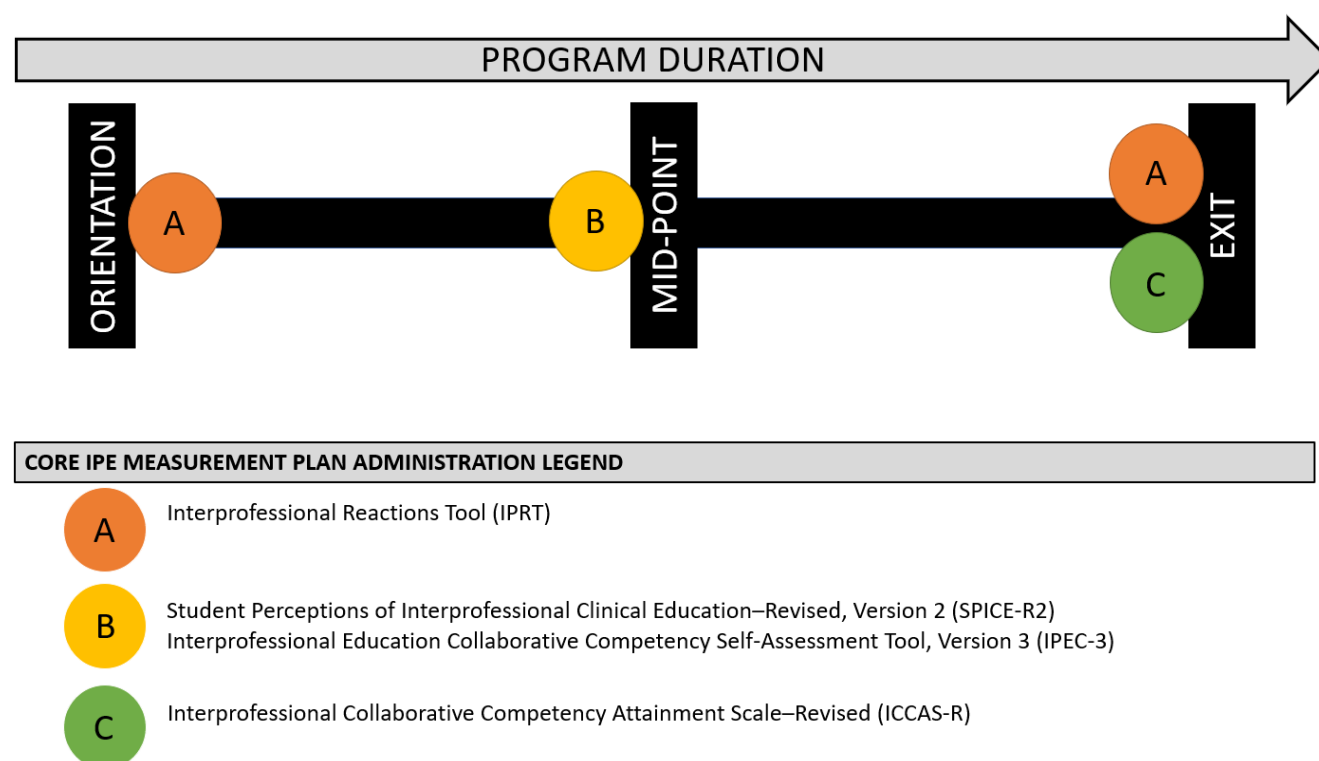 PROGRAM DURATION
ORIENTATION
A
B
MID-POINT
A
C
EXIT
CORE IPE MEASUREMENT PLAN ADMINISTRATION LEGEND
A
Interprofessional Reactions Tool (IPRT)
B
Student Perceptions of Interprofessional Clinical Education–Revised, Version 2 (SPICE-R2)
Interprofessional Education Collaborative Competency Self-Assessment Tool, Version 3 (IPEC-3)
C
Interprofessional Collaborative Competency Attainment Scale–Revised (ICCAS-R)